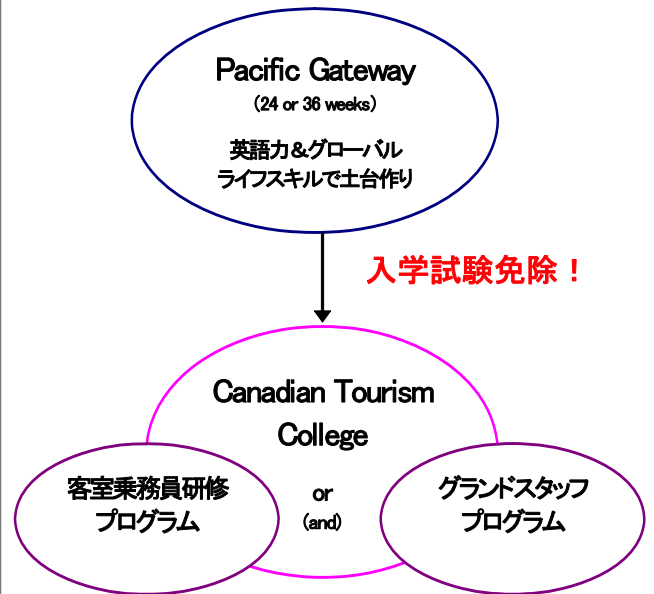 Pacific Gateway
(24 or 36 weeks)
英語力＆グローバル
ライフスキルで土台作り
入学試験免除！
Canadian Tourism
College
客室乗務員研修
プログラム
or
(and)
グランドスタッフ
プログラム